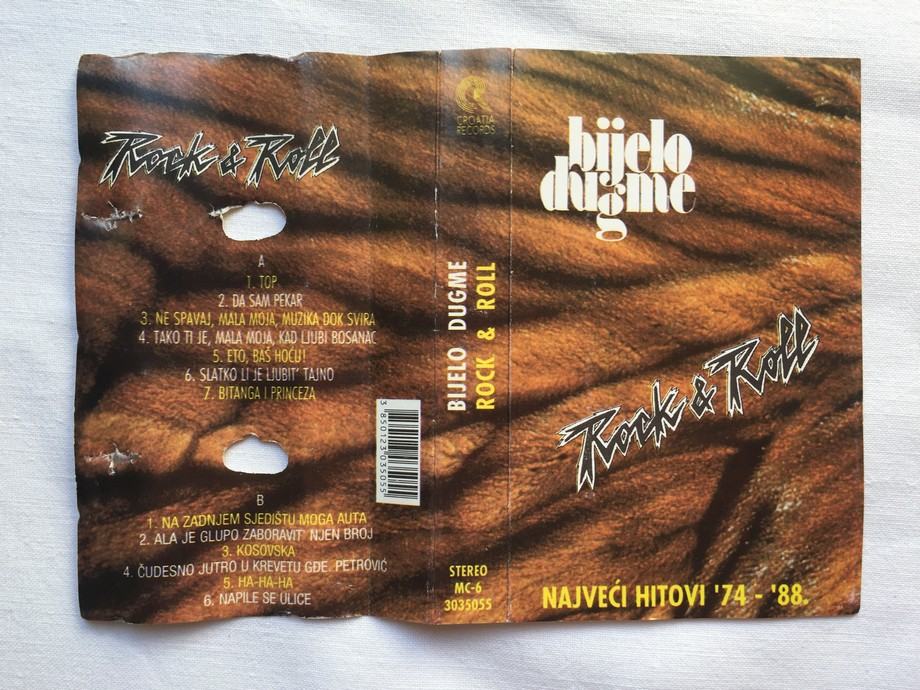 Rock & Roll
A
1. TOP
2. DA SAM PEKAR
3. NE SPAVAJ, MALA MOJA, MUZIKA DOK SVIRA
4. TAKO TI JE, MALA MOJA, KAD LJUBI BOSANAC
5. ETO, BAŠ HOĆU!
6. SLATKO LI JE LJUBIT' TAJNO
7. BITANGA I PRINCEZA
B
1. NA ZADNJEM SJEDIŠTU MOGA AUTA
2. ALA JE GLUPO ZABORAVIT' NJEN BROJ
3. KOSOVSKA
4. ČUDESNO JUTRO U KREVETU GĐE. PETROVIĆ
5. HA-HA-HA
6. NAPILE SE ULICE
3 850123 035055
CROATIA
RECORDS
BIJELO DUGME
ROCK & ROLL
STEREO
MC-6
3035055
bijelo
dugme
Rock & Roll
NAJVEĆI HITOVI '74 - '88.